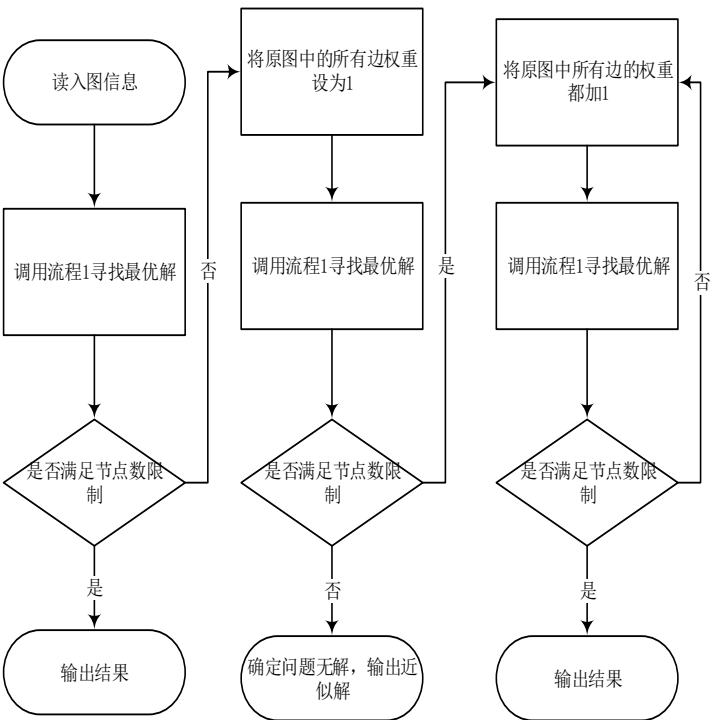 读入图信息
调用流程1寻找最优解
是否满足节点数限
制
是
输出结果
否
将原图中的所有边权重
设为1
调用流程1寻找最优解
是否满足节点数限
制
否
确定问题无解，输出近
似解
是
将原图中所有边的权重
都加1
调用流程1寻找最优解
是否满足节点数限
制
是
输出结果
否